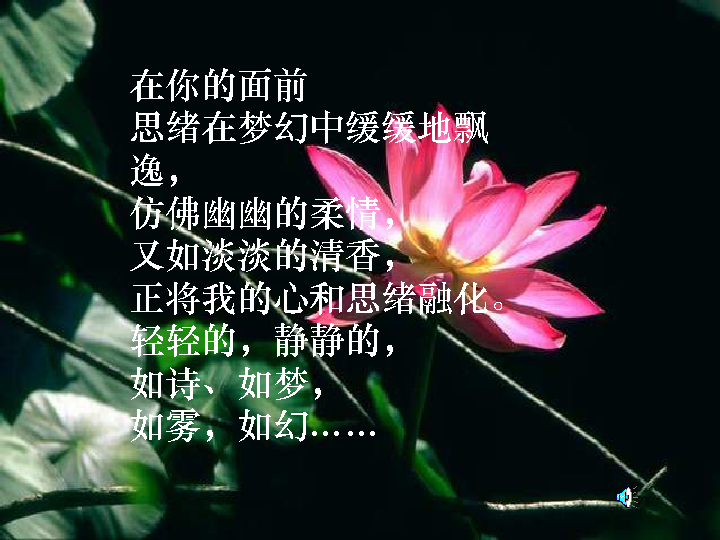 在你的面前
思绪在梦幻中缓缓地飘
逸，
仿佛幽幽的柔情，
又如淡淡的清香，
正将我的心和思绪融化。
轻轻的，静静的，
如诗、如梦，
如雾，如幻……